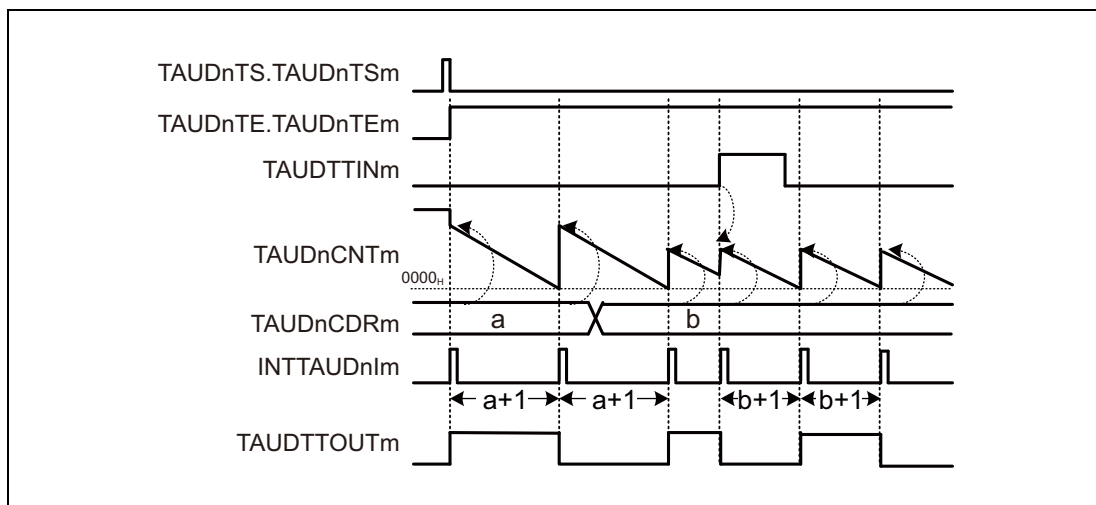 TAUDnTS.TAUDnTSm
TAUDnTE.TAUDnTEm
TAUDTTINm
TAUDnCNTm
0000H
TAUDnCDRm
a
b
INTTAUDnIm
a+1
a+1
b+1
b+1
TAUDTTOUTm